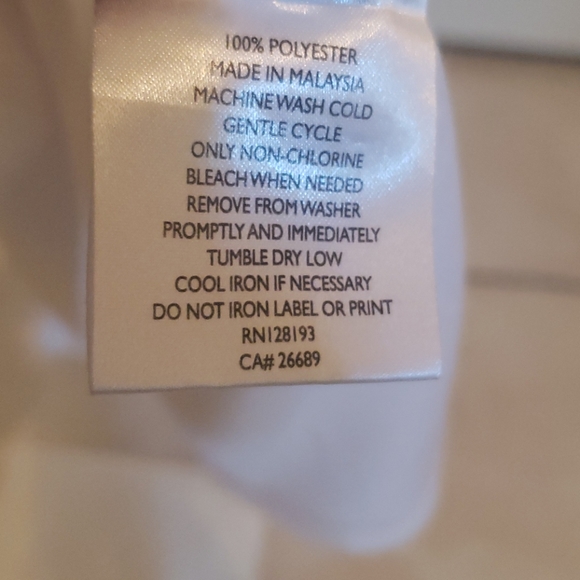 100% POLYESTER
MADE IN MALAYSIA
MACHINE WASH COLD
GENTLE CYCLE
ONLY NON-CHLORINE
BLEACH WHEN NEEDED
REMOVE FROM WASHER
PROMPTLY AND IMMEDIATELY
TUMBLE DRY LOW
COOL IRON IF NECESSARY
DO NOT IRON LABEL OR PRINT
RN128193
CA# 26689